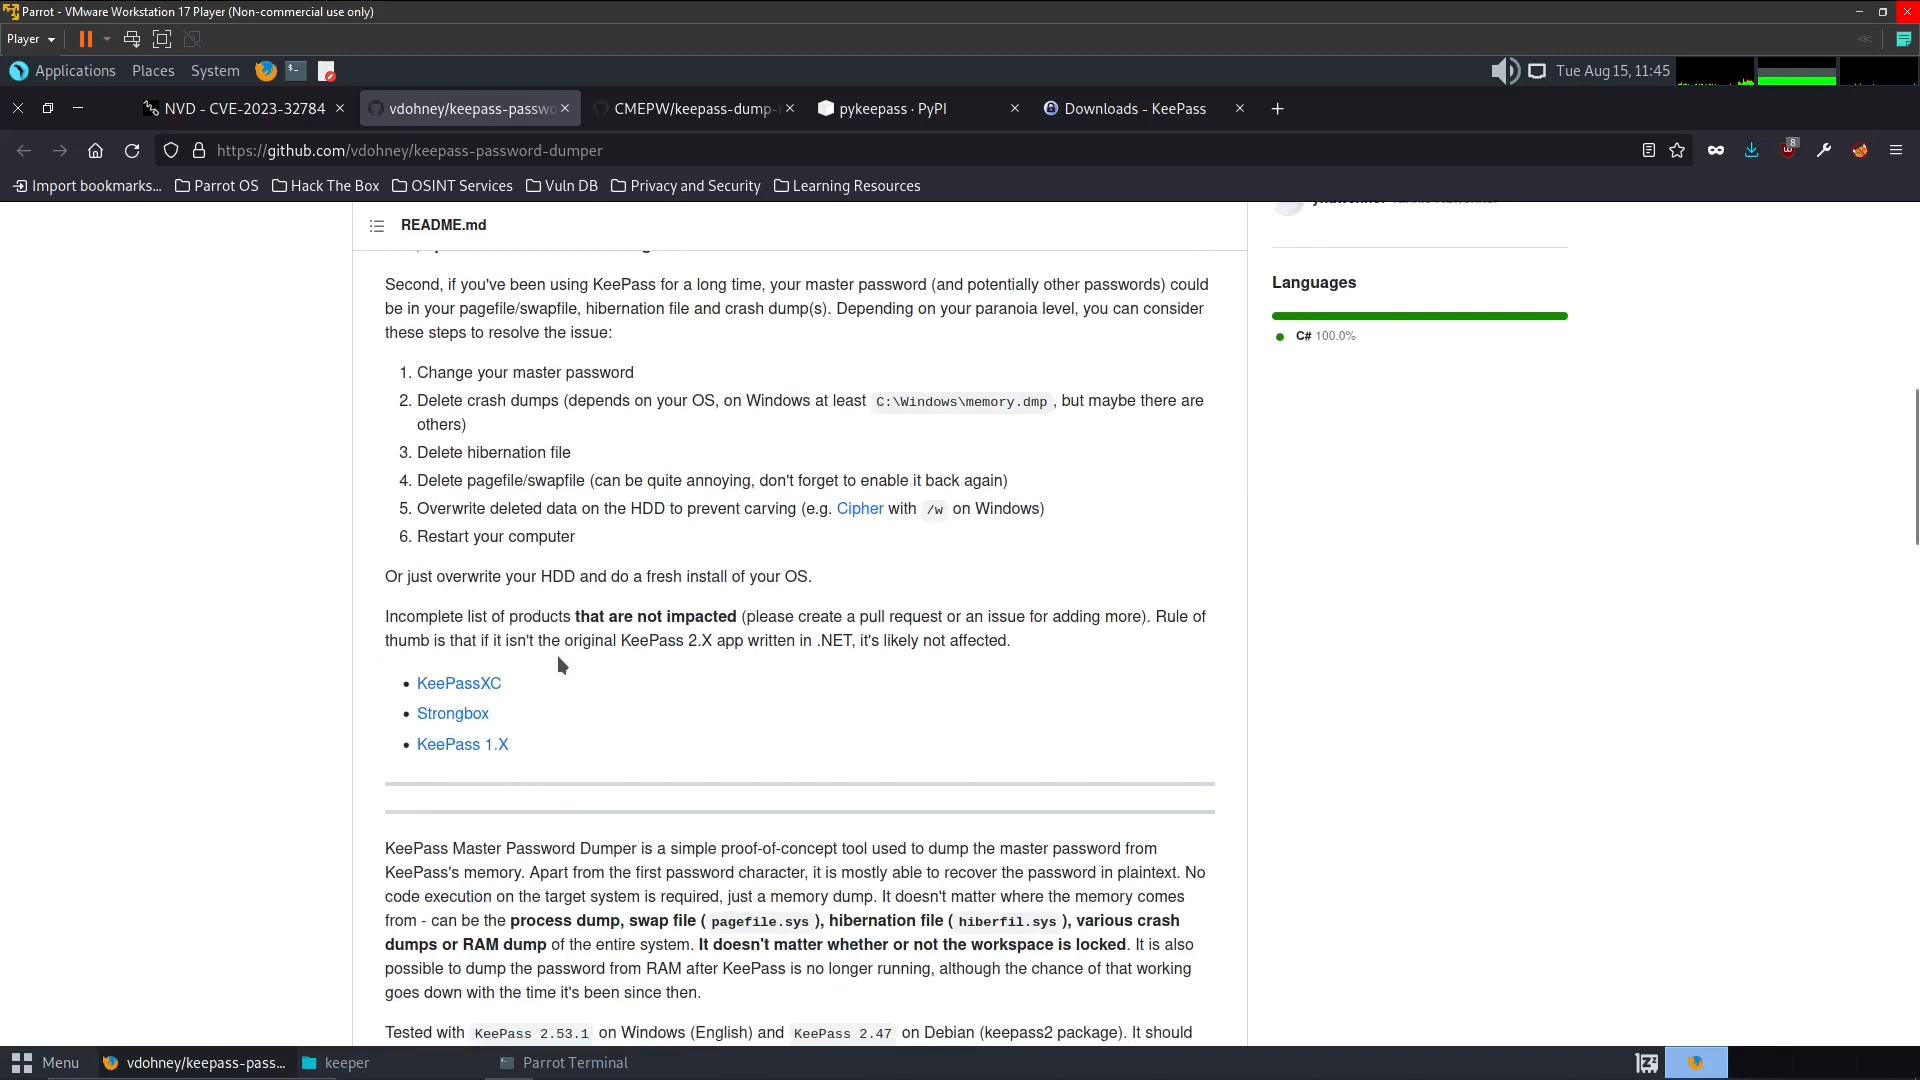 Parrot - VMware Workstation 17 Player (Non-commercial use only)
Player
Applications Places System
Tue Aug 15, 11:45
NVD - CVE-2023-32784
vdohney/keepass-passwo
CMEPW/keepass-dump-
pykeepass · PyPI
Downloads - KeePass
https://github.com/vdohney/keepass-password-dumper
8
Import bookmarks... Parrot OS Hack The Box OSINT Services Vuln DB Privacy and Security Learning Resources
README.md
Second, if you've been using KeePass for a long time, your master password (and potentially other passwords) could
be in your pagefile/swapfile, hibernation file and crash dump(s). Depending on your paranoia level, you can consider
these steps to resolve the issue:
1. Change your master password
2. Delete crash dumps (depends on your OS, on Windows at least C:\Windows\memory.dmp, but maybe there are
others)
3. Delete hibernation file
4. Delete pagefile/swapfile (can be quite annoying, don't forget to enable it back again)
5. Overwrite deleted data on the HDD to prevent carving (e.g. Cipher with /w on Windows)
6. Restart your computer
Or just overwrite your HDD and do a fresh install of your OS.
Incomplete list of products that are not impacted (please create a pull request or an issue for adding more). Rule of
thumb is that if it isn't the original KeePass 2.X app written in .NET, it's likely not affected.
• KeePassXC
• Strongbox
• KeePass 1.X
KeePass Master Password Dumper is a simple proof-of-concept tool used to dump the master password from
KeePass's memory. Apart from the first password character, it is mostly able to recover the password in plaintext. No
code execution on the target system is required, just a memory dump. It doesn't matter where the memory comes
from - can be the process dump, swap file ( pagefile.sys ), hibernation file ( hiberfil.sys ), various crash
dumps or RAM dump of the entire system. It doesn't matter whether or not the workspace is locked. It is also
possible to dump the password from RAM after KeePass is no longer running, although the chance of that working
goes down with the time it's been since then.
Tested with KeePass 2.53.1 on Windows (English) and KeePass 2.47 on Debian (keepass2 package). It should
Languages
C# 100.0%
Menu
vdohney/keepass-pass...
keeper
Parrot Terminal